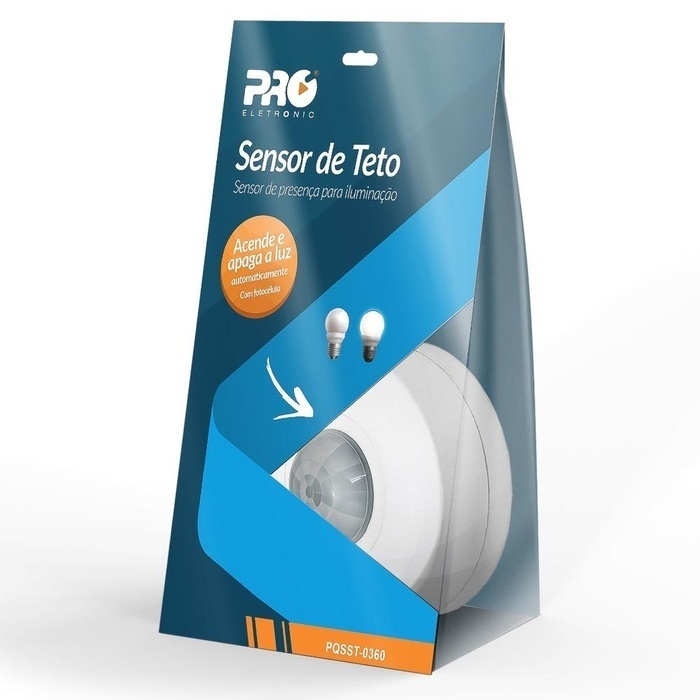 PRO
ELETRONIC
Sensor de Teto
Sensor de presença para iluminação
Acende e
apaga a luz
automaticamente
Com fotocélula
PQSST-0360